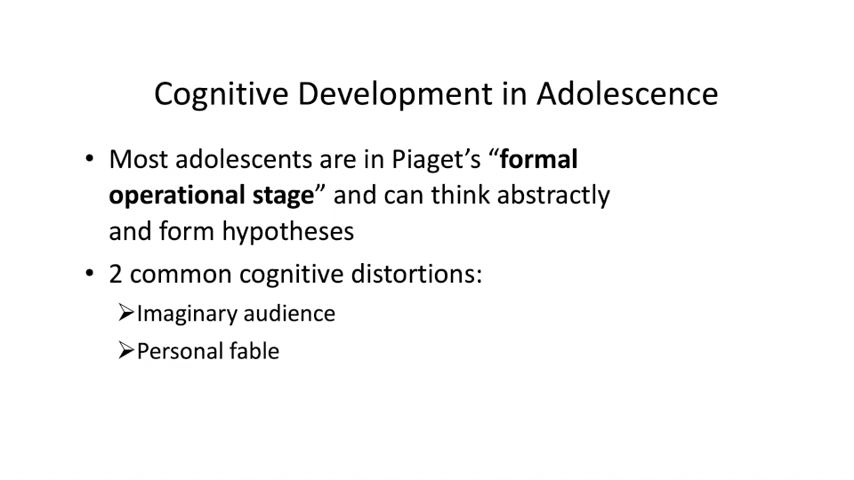 Cognitive Development in Adolescence
• Most adolescents are in Piaget’s “formal
operational stage” and can think abstractly
and form hypotheses
• 2 common cognitive distortions:
➢Imaginary audience
➢Personal fable